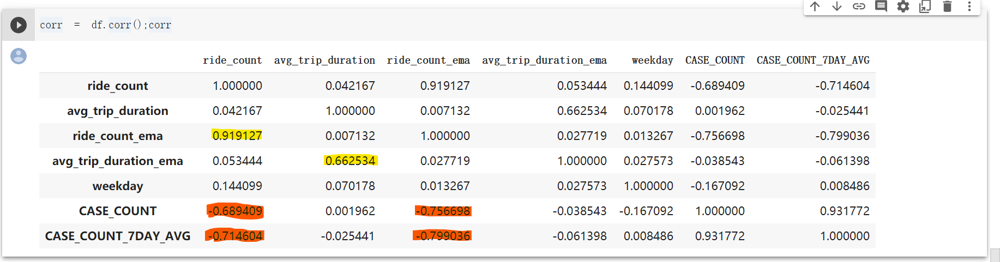 corr = df.corr();corr
ride_count avg_trip_duration ride_count_ema avg_trip_duration_ema weekday CASE_COUNT CASE_COUNT_7DAY_AVG
ride_count 1.000000 0.042167 0.919127 0.053444 0.144099 -0.689409 -0.714604
avg_trip_duration 0.042167 1.000000 0.007132 0.662534 0.070178 0.001962 -0.025441
ride_count_ema 0.919127 0.007132 1.000000 0.027719 0.013267 -0.756698 -0.799036
avg_trip_duration_ema 0.053444 0.662534 0.027719 1.000000 0.027573 -0.038543 -0.061398
weekday 0.144099 0.070178 0.013267 0.027573 1.000000 -0.167092 0.008486
CASE_COUNT -0.689409 0.001962 -0.756698 -0.038543 -0.167092 1.000000 0.931772
CASE_COUNT_7DAY_AVG -0.714604 -0.025441 -0.799036 -0.061398 0.008486 0.931772 1.000000